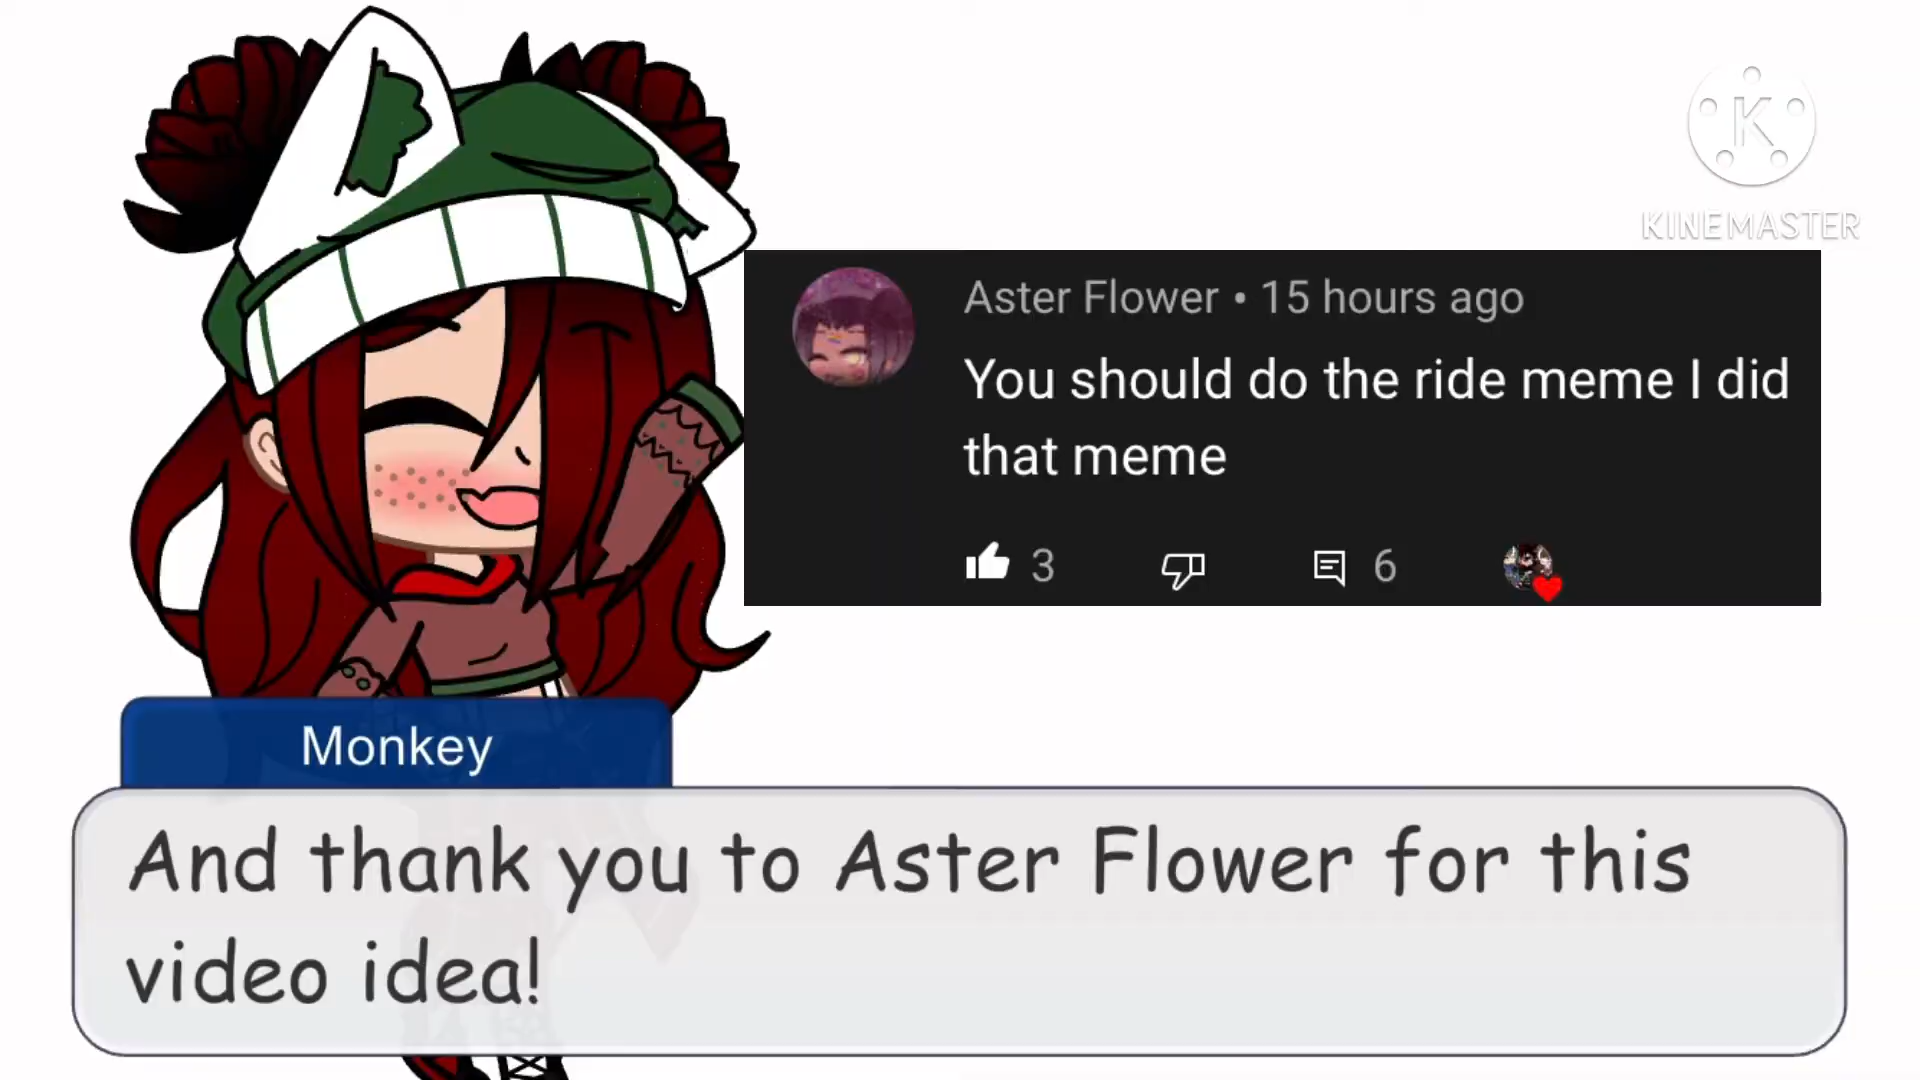 K
KINEMASTER
Aster Flower • 15 hours ago
You should do the ride meme I did
that meme
3
6
Monkey
And thank you to Aster Flower for this
video idea!